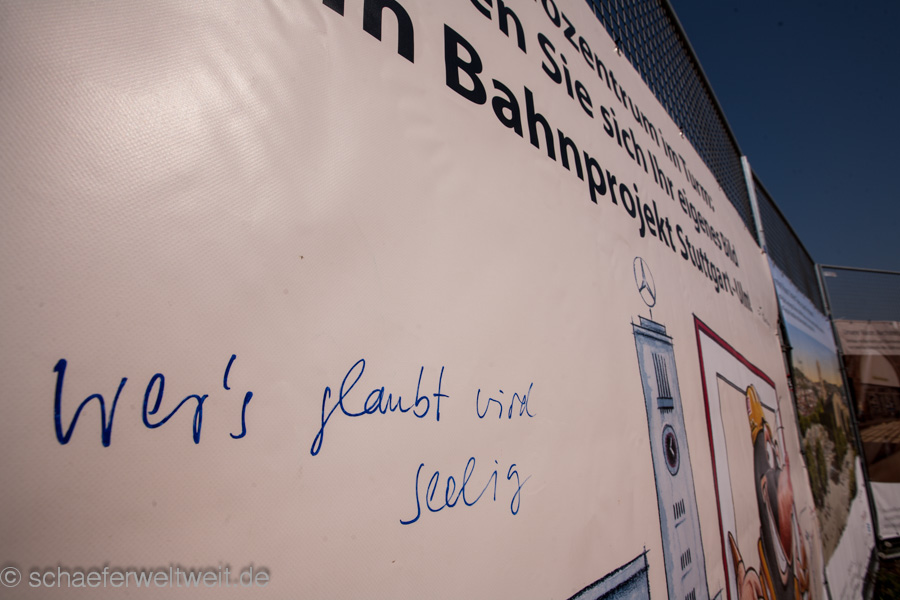 ozentrum im Turm:
en Sie sich Ihr eigenes Bild
m Bahnprojekt Stuttgart–Ulm
Wer's glaubt wird
seelig
© schaeferweltweit.de